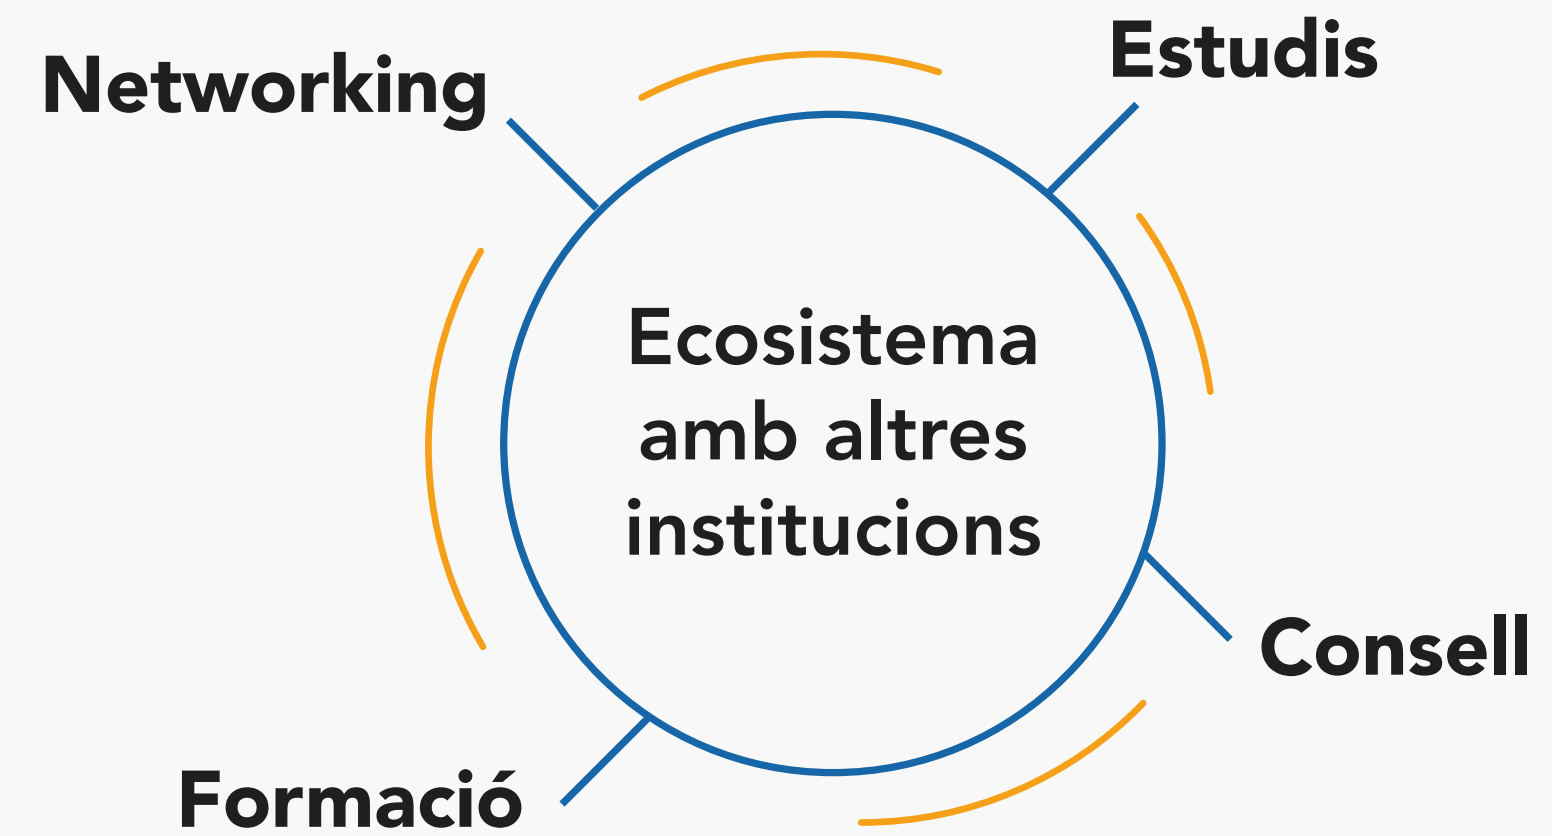 Networking
Estudis
Ecosistema
amb altres
institucions
Consell
Formació